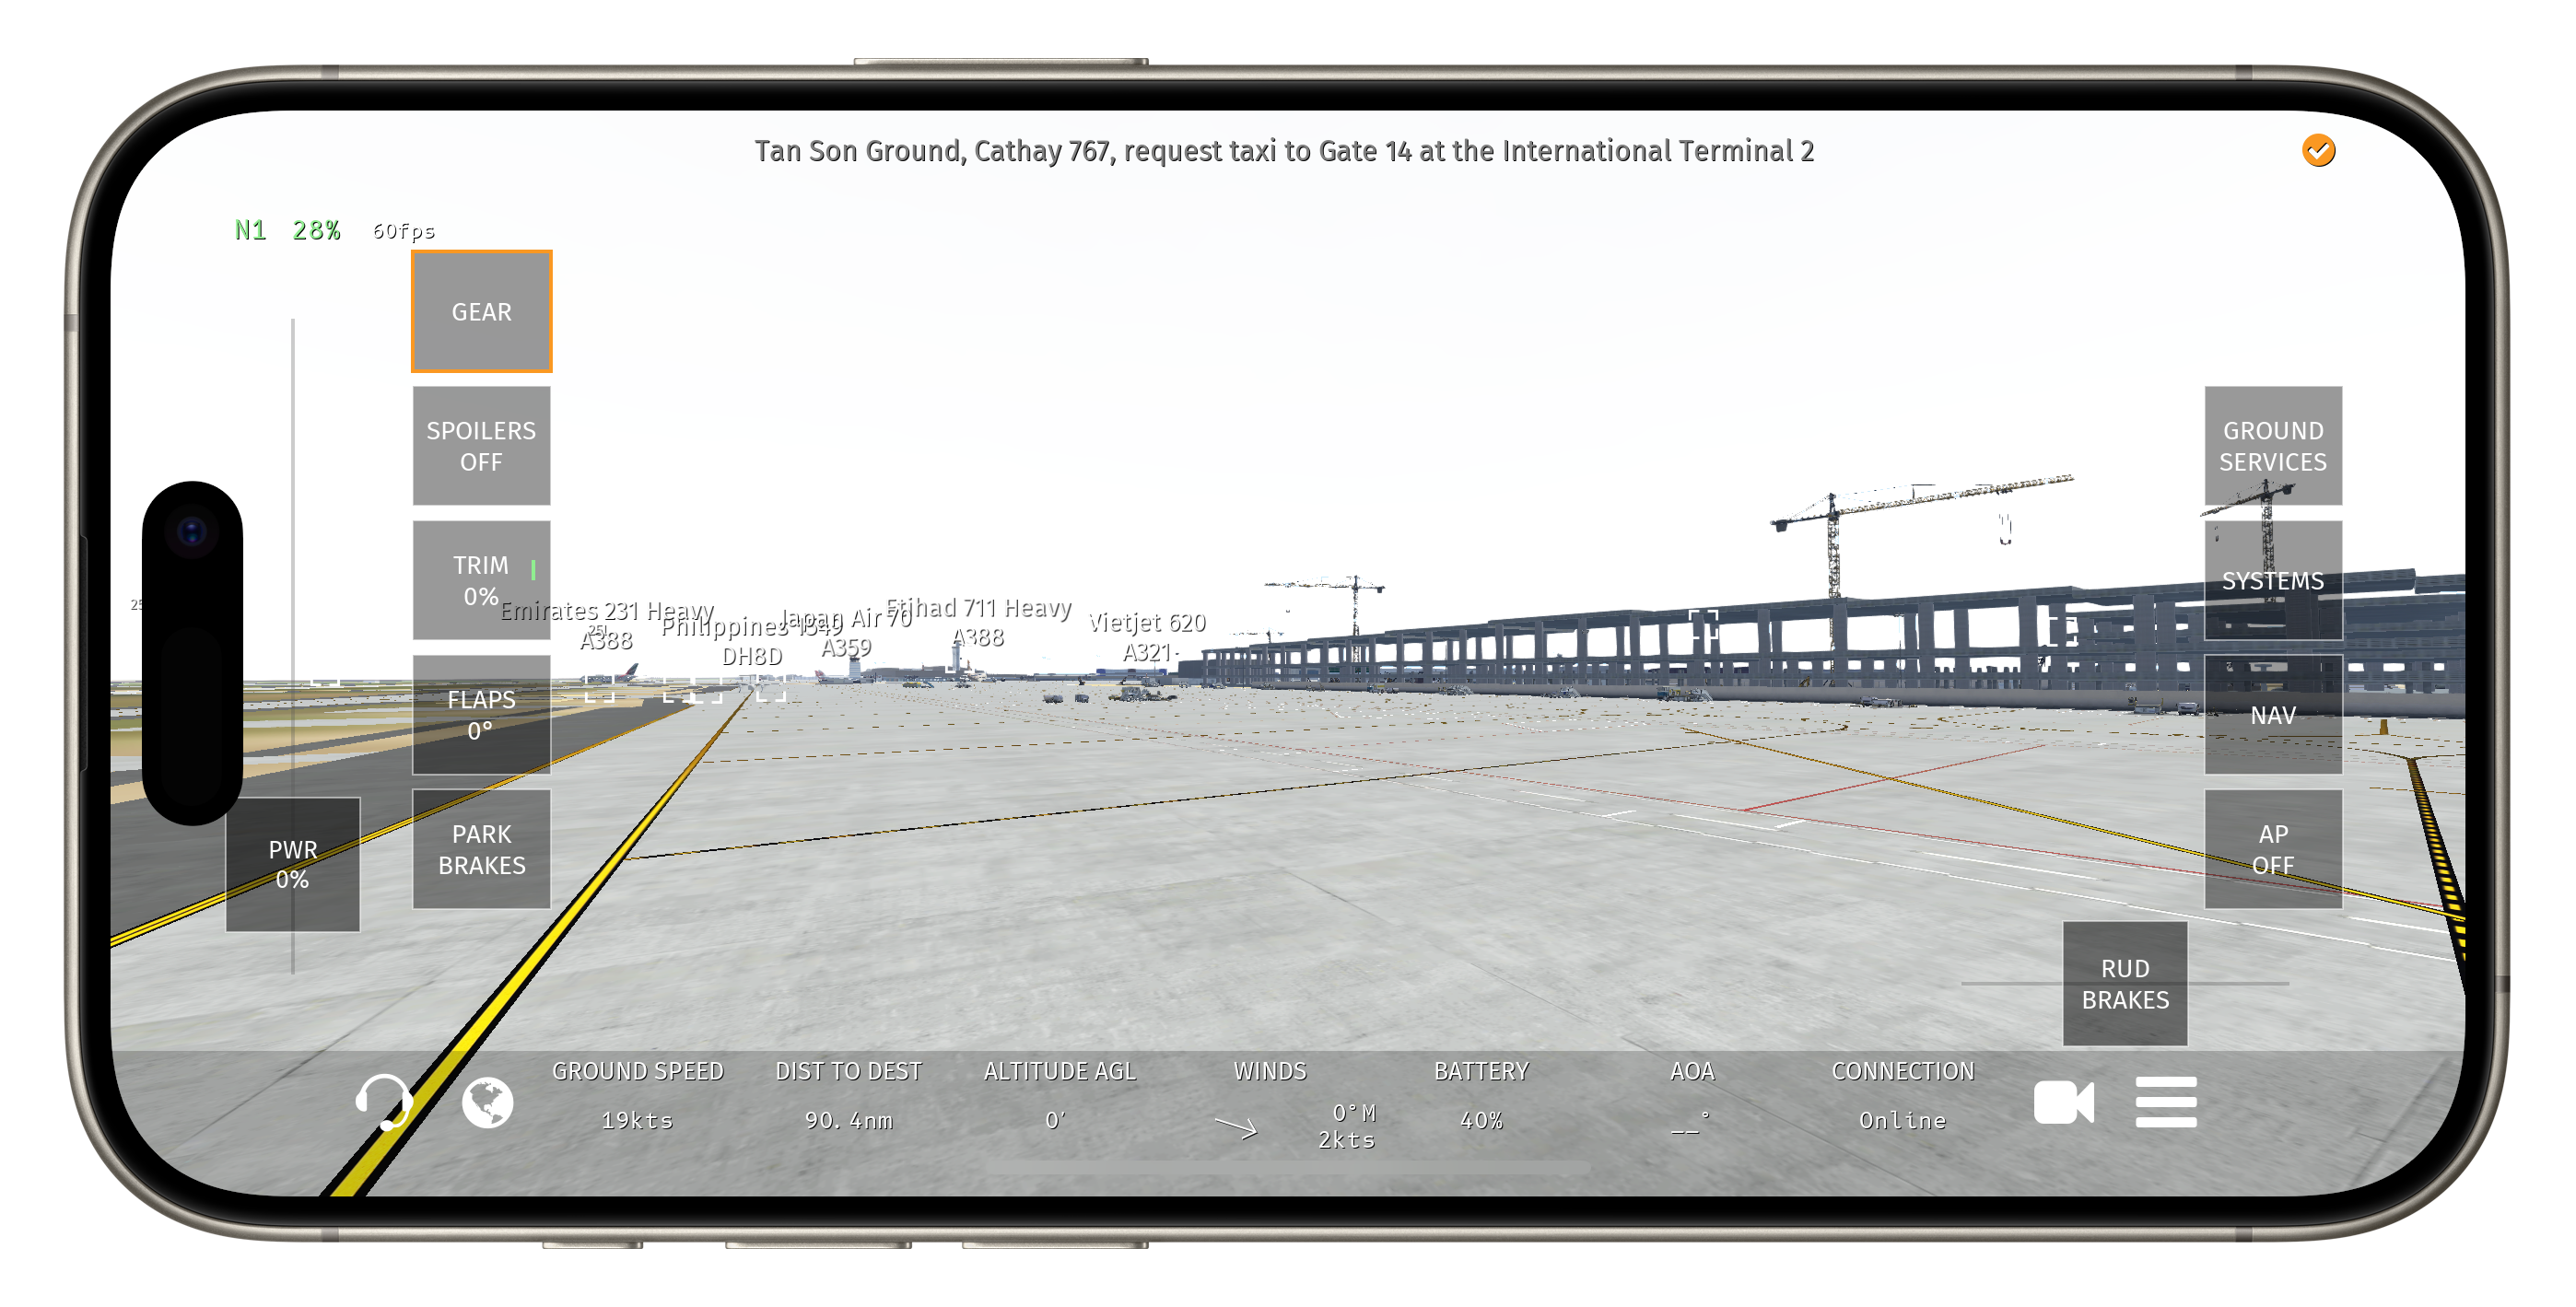 Tan Son Ground, Cathay 767, request taxi to Gate 14 at the International Terminal 2
N1 28% 60fps
GEAR
SPOILERS
OFF
TRIM
0%
FLAPS
0°
PARK
BRAKES
PWR
0%
Emirates 231 Heavy
A388
25L
Philippines
DH8D
Japan Air 70
A359
Etihad 711 Heavy
A388
Vietjet 620
A321-
GROUND
SERVICES
SYSTEMS
NAV
AP
OFF
RUD
BRAKES
GROUND SPEED
19kts
DIST TO DEST
90.4nm
ALTITUDE AGL
0'
WINDS
0°M
2kts
BATTERY
40%
AOA
__°
CONNECTION
Online